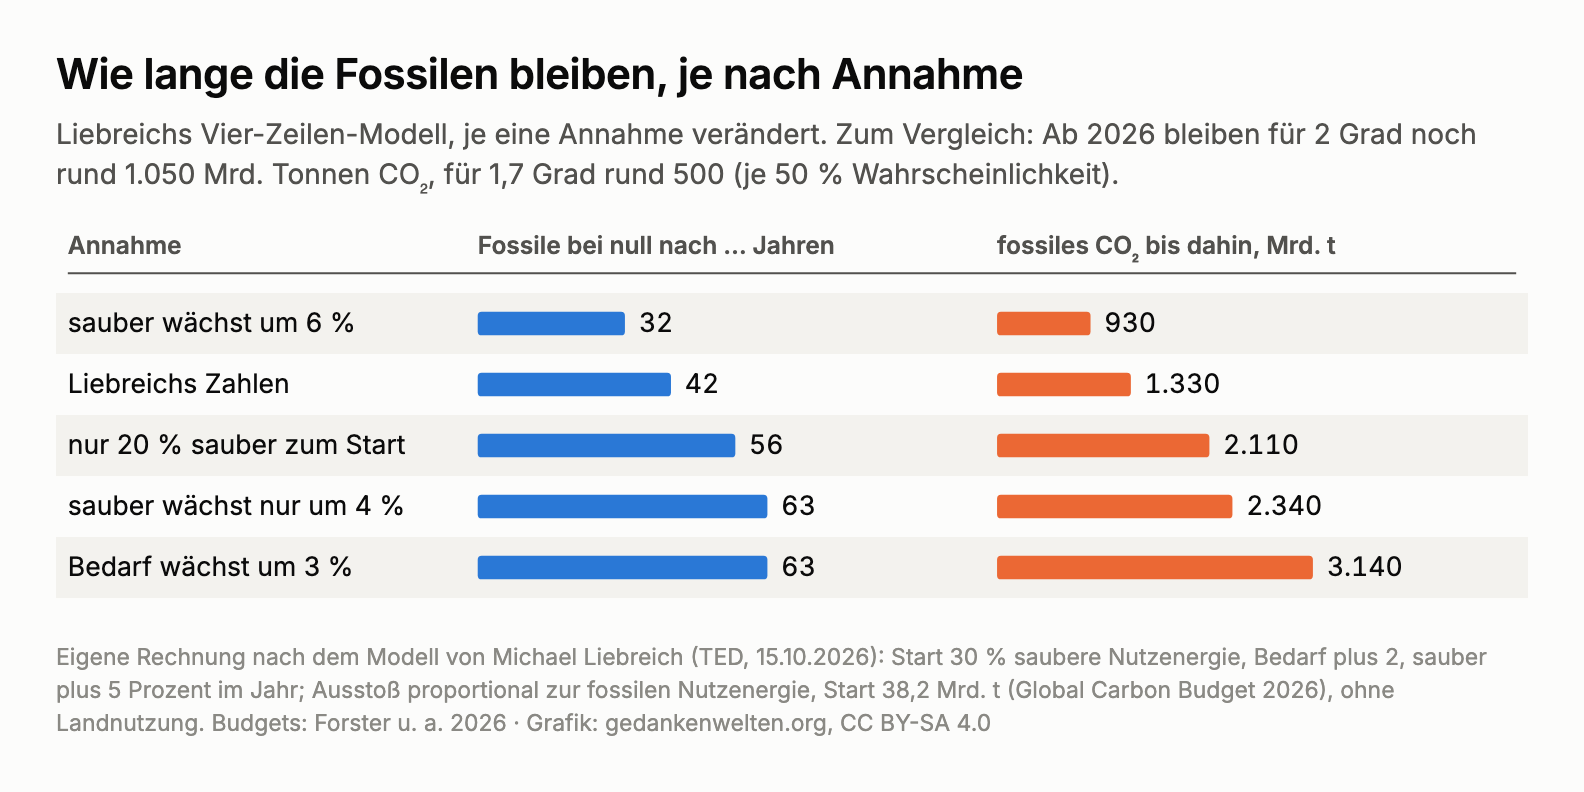 Wie lange die Fossilen bleiben, je nach Annahme
Liebreichs Vier-Zeilen-Modell, je eine Annahme verändert. Zum Vergleich: Ab 2026 bleiben für 2 Grad noch
rund 1.050 Mrd. Tonnen CO₂, für 1,7 Grad rund 500 (je 50 % Wahrscheinlichkeit).
Annahme Fossile bei null nach ... Jahren fossiles CO₂ bis dahin, Mrd. t
sauber wächst um 6 % 32 930
Liebreichs Zahlen 42 1.330
nur 20 % sauber zum Start 56 2.110
sauber wächst nur um 4 % 63 2.340
Bedarf wächst um 3 % 63 3.140
Eigene Rechnung nach dem Modell von Michael Liebreich (TED, 15.10.2026): Start 30 % saubere Nutzenergie, Bedarf plus 2, sauber
plus 5 Prozent im Jahr; Ausstoß proportional zur fossilen Nutzenergie, Start 38,2 Mrd. t (Global Carbon Budget 2026), ohne
Landnutzung. Budgets: Forster u. a. 2026 · Grafik: gedankenwelten.org, CC BY-SA 4.0